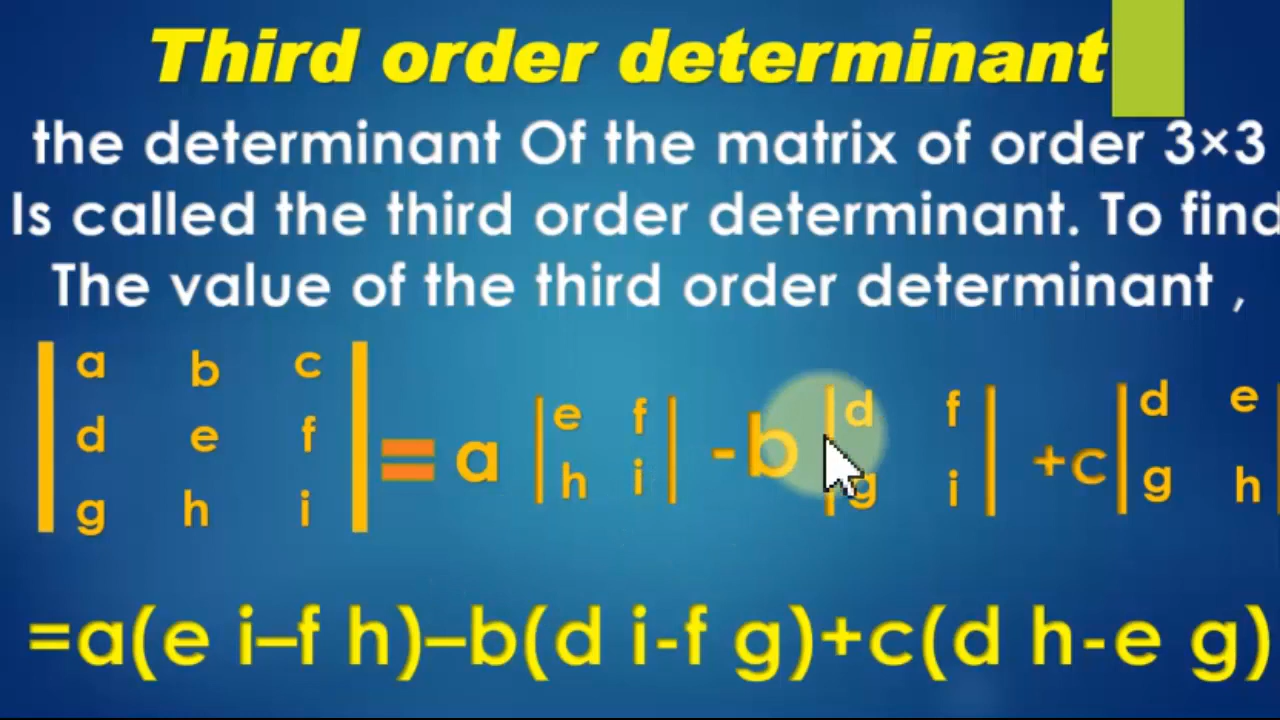 Third order determinant
the determinant Of the matrix of order 3×3
Is called the third order determinant. To find
The value of the third order determinant ,
| a b c |
| d e f | = a | e f | - b | d f | + c | d e |
| g h i | | h i | | g i | | g h |
=a(e i–f h)–b(d i-f g)+c(d h-e g)